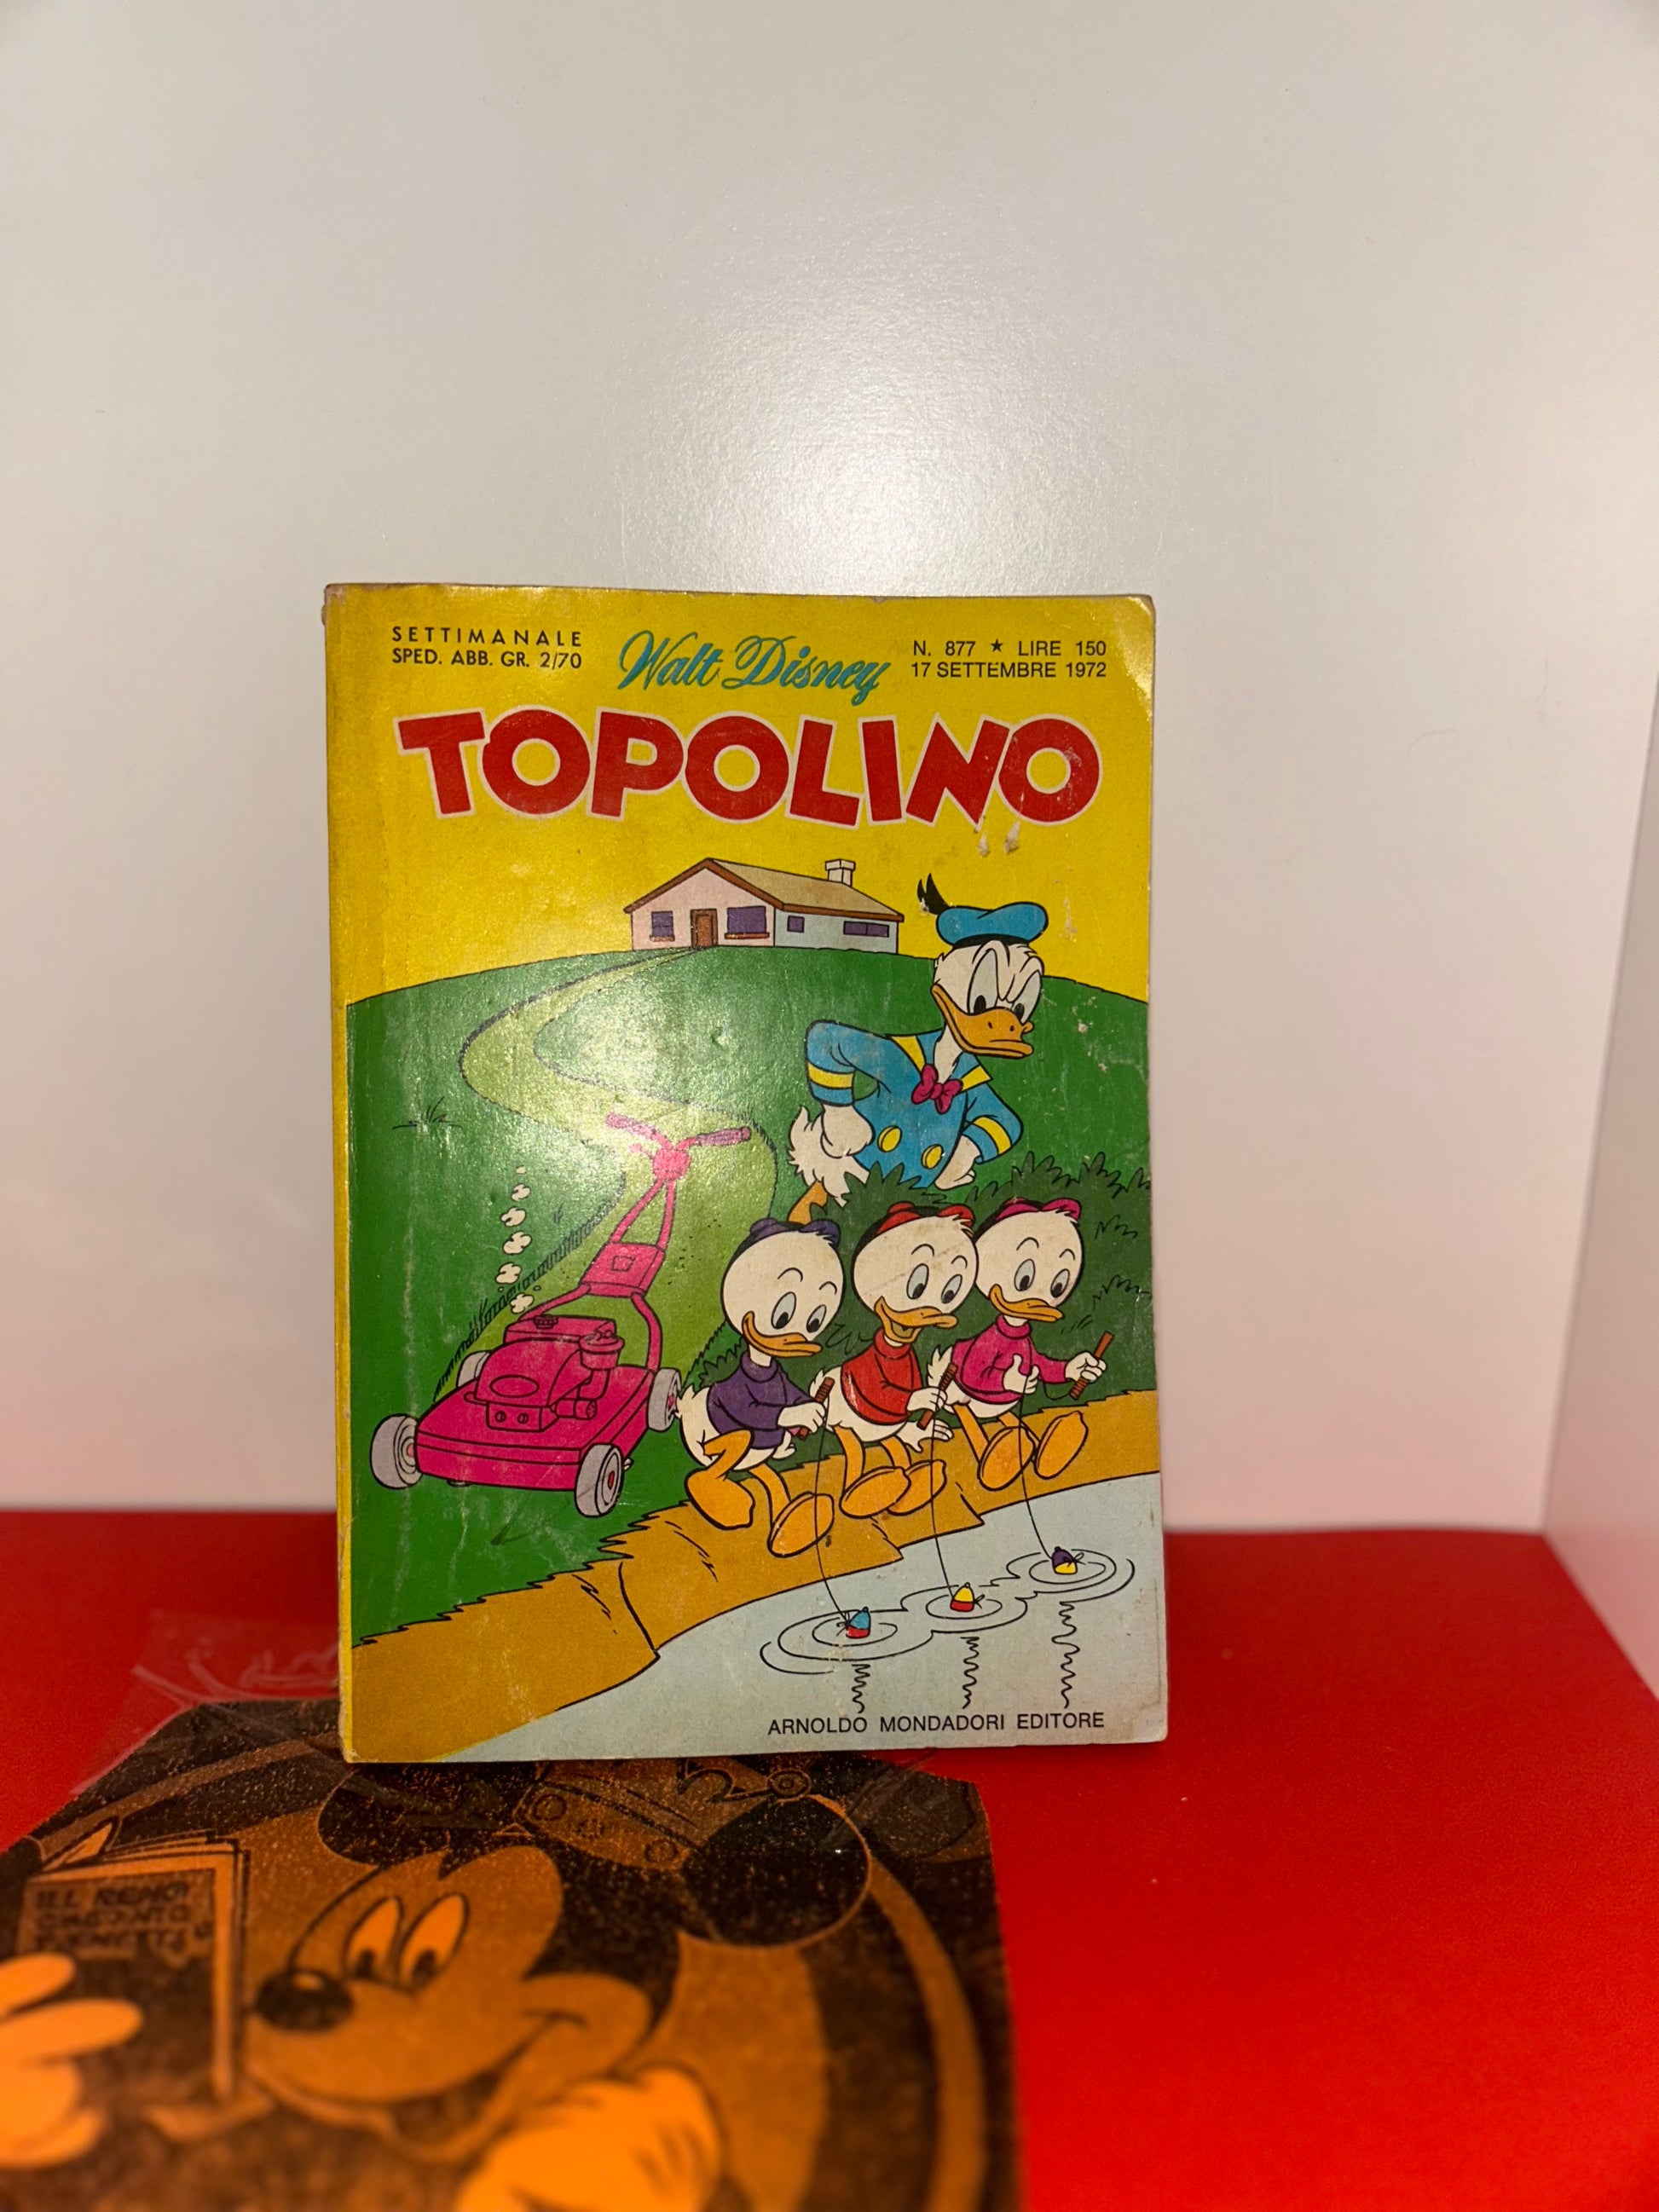 SETTIMANALE
SPED. ABB. GR. 2/70
Walt Disney
N. 877 ★ LIRE 150
17 SETTEMBRE 1972
TOPOLINO
ARNOLDO MONDADORI EDITORE